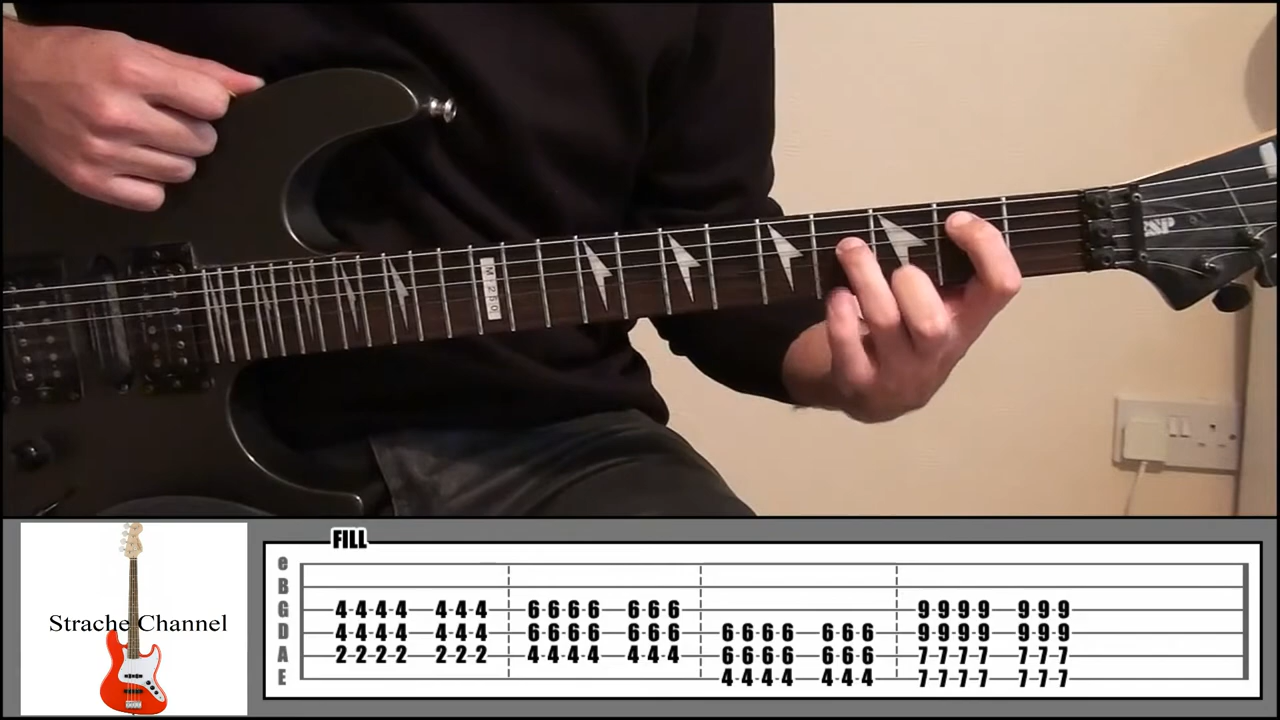 M 250
ESP
FILL
Strache Channel
e
B
G 4-4-4-4 4-4-4 6-6-6-6 6-6-6 9-9-9-9 9-9-9
D 4-4-4-4 4-4-4 6-6-6-6 6-6-6 6-6-6-6 6-6-6 9-9-9-9 9-9-9
A 2-2-2-2 2-2-2 4-4-4-4 4-4-4 6-6-6-6 6-6-6 7-7-7-7 7-7-7
E 4-4-4-4 4-4-4 7-7-7-7 7-7-7